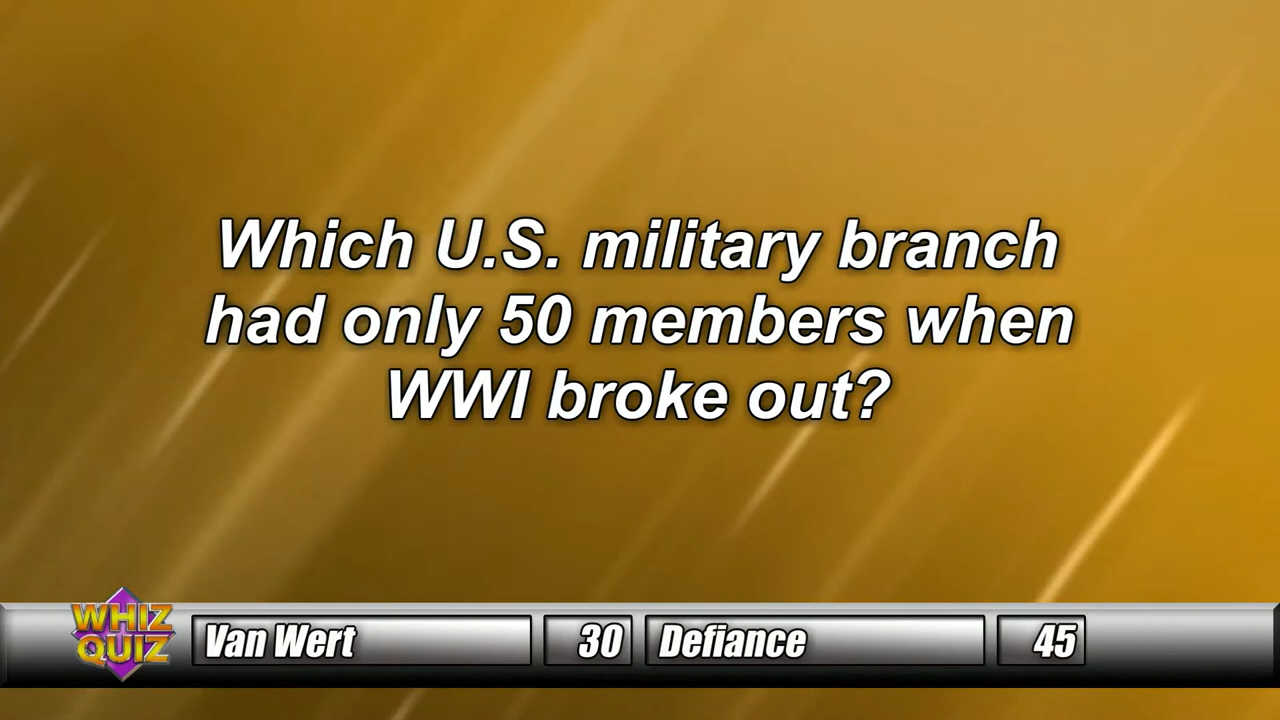 Which U.S. military branch
had only 50 members when
WWI broke out?
WHIZ
QUIZ
Van Wert 30 Defiance 45